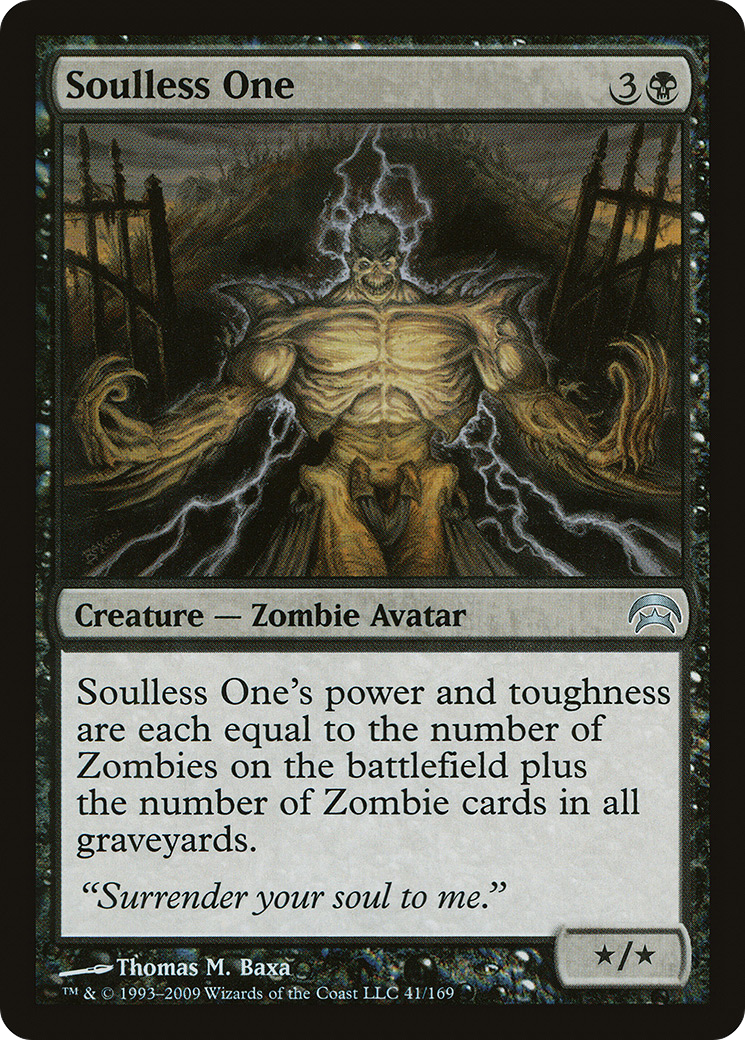 Soulless One 3
Creature — Zombie Avatar
Soulless One's power and toughness
are each equal to the number of
Zombies on the battlefield plus
the number of Zombie cards in all
graveyards.
“Surrender your soul to me.”
★/★
Thomas M. Baxa
™ & © 1993–2009 Wizards of the Coast LLC 41/169